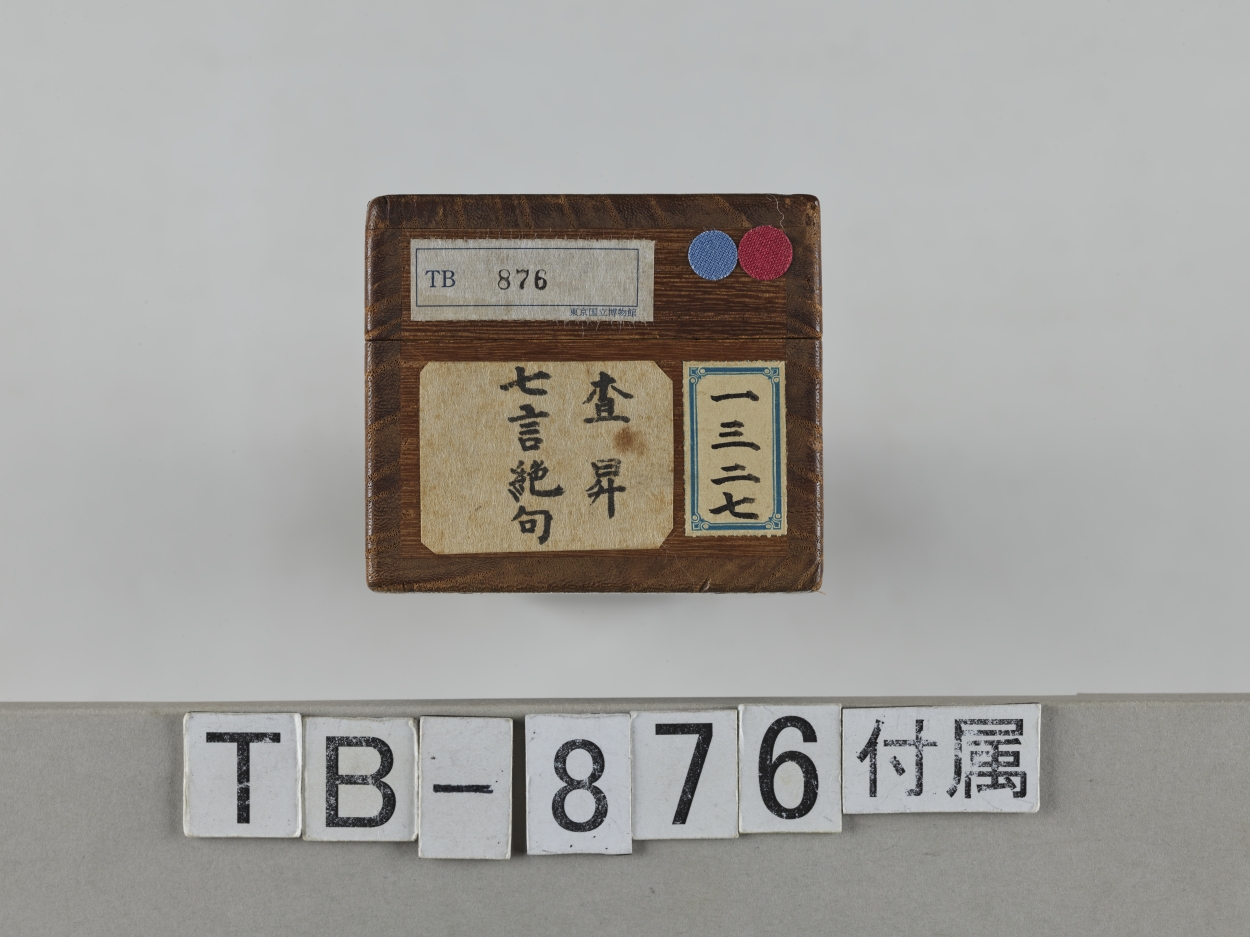 TB 876
東京国立博物館
査昇
七言絶句
一三二七
TB-876付属